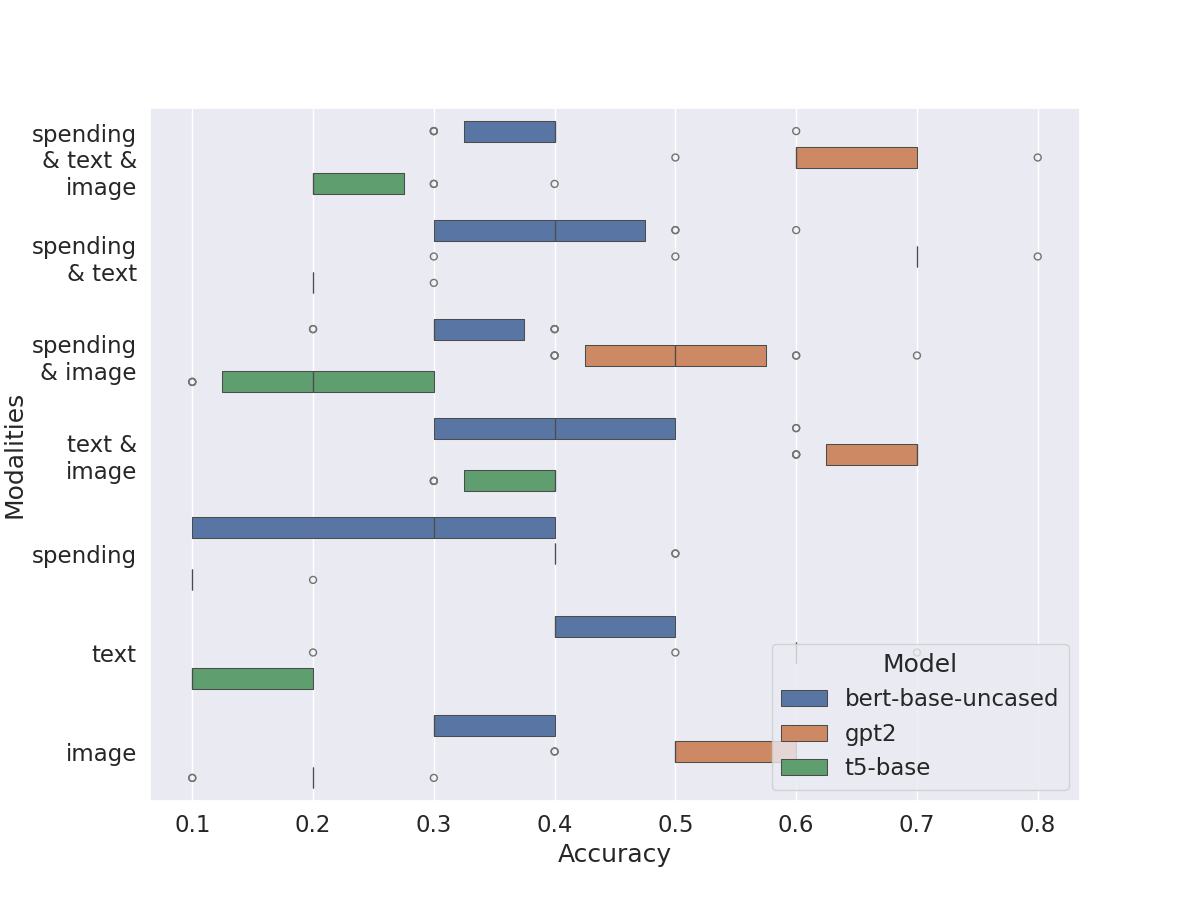 spending
& text &
image
spending
& text
spending
& image
text &
image
spending
text
image
Modalities
Model
bert-base-uncased
gpt2
t5-base
0.1 0.2 0.3 0.4 0.5 0.6 0.7 0.8
Accuracy